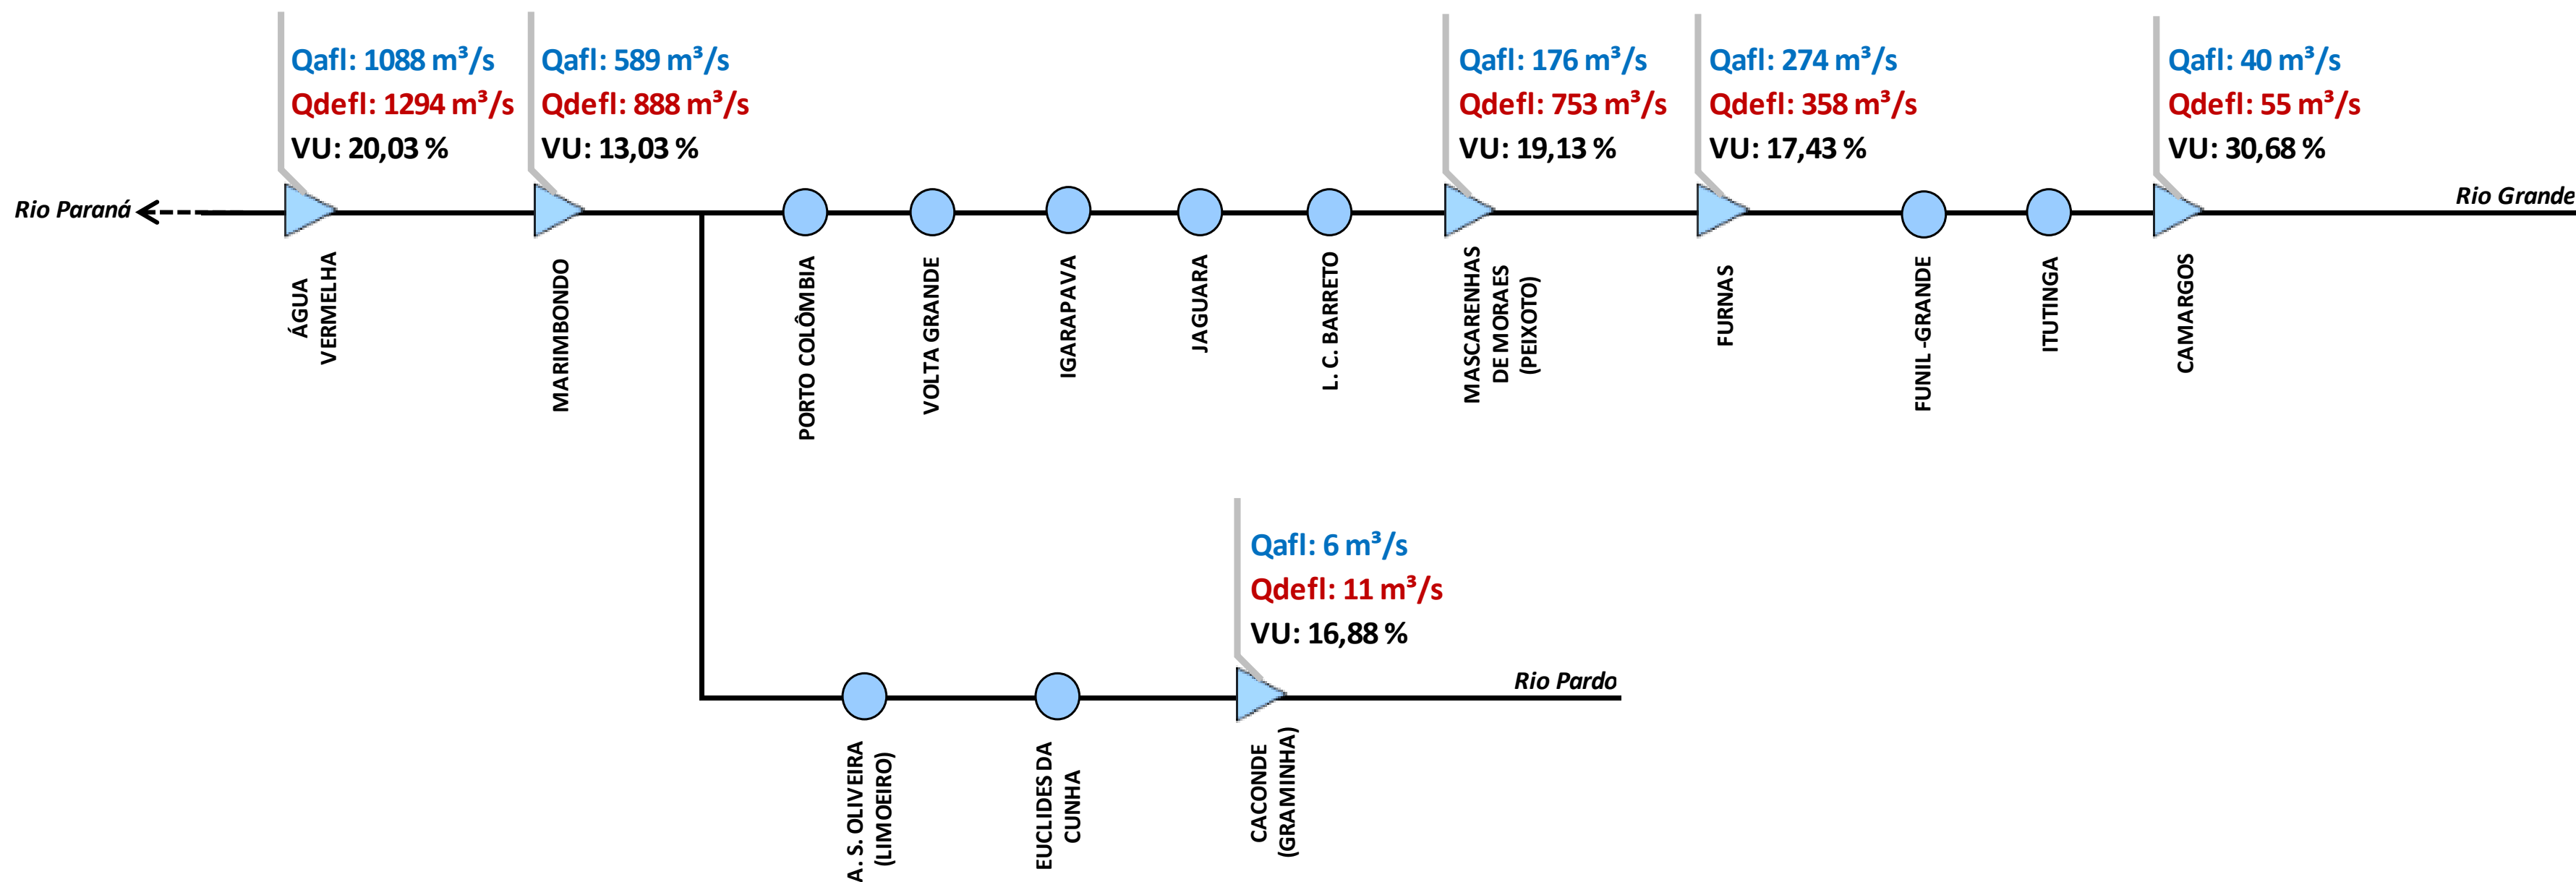 Qafl: 1088 m³/s
Qdefl: 1294 m³/s
VU: 20,03 %
Qafl: 589 m³/s
Qdefl: 888 m³/s
VU: 13,03 %
Qafl: 176 m³/s
Qdefl: 753 m³/s
VU: 19,13 %
Qafl: 274 m³/s
Qdefl: 358 m³/s
VU: 17,43 %
Qafl: 40 m³/s
Qdefl: 55 m³/s
VU: 30,68 %
Rio Paraná
Rio Grande
ÁGUA
VERMELHA
MARIMBONDO
PORTO COLÔMBIA
VOLTA GRANDE
IGARAPAVA
JAGUARA
L. C. BARRETO
MASCARENHAS
DE MORAES
(PEIXOTO)
FURNAS
FUNIL -GRANDE
ITUTINGA
CAMARGOS
Qafl: 6 m³/s
Qdefl: 11 m³/s
VU: 16,88 %
Rio Pardo
A. S. OLIVEIRA
(LIMOEIRO)
EUCLIDES DA
CUNHA
CACONDE
(GRAMINHA)